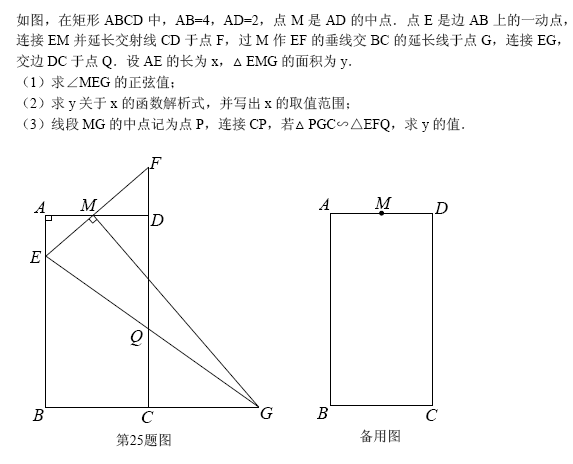 如图，在矩形 ABCD 中，AB=4，AD=2，点 M 是 AD 的中点．点 E 是边 AB 上的一动点，
连接 EM 并延长交射线 CD 于点 F，过 M 作 EF 的垂线交 BC 的延长线于点 G，连接 EG，
交边 DC 于点 Q．设 AE 的长为 x，△ EMG 的面积为 y．
（1）求∠MEG 的正弦值；
（2）求 y 关于 x 的函数解析式，并写出 x 的取值范围；
（3）线段 MG 的中点记为点 P，连接 CP，若△ PGC∽△EFQ，求 y 的值．
F
A M D
E
Q
B C G
第25题图
A M D
B C
备用图